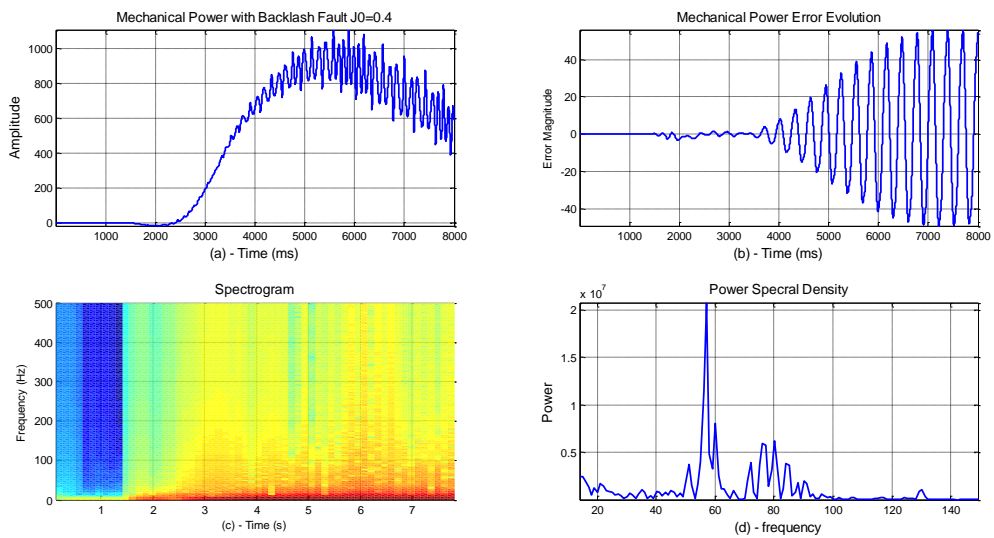 Mechanical Power with Backlash Fault J0=0.4
Amplitude
1000
800
600
400
200
0
1000 2000 3000 4000 5000 6000 7000 8000
(a) - Time (ms)
Mechanical Power Error Evolution
Error Magnitude
40
20
0
-20
-40
1000 2000 3000 4000 5000 6000 7000 8000
(b) - Time (ms)
Spectrogram
Frequency (Hz)
500
400
300
200
100
0
1 2 3 4 5 6 7
(c) - Time (s)
Power Specral Density
x 10^7
Power
2
1.5
1
0.5
20 40 60 80 100 120 140
(d) - frequency